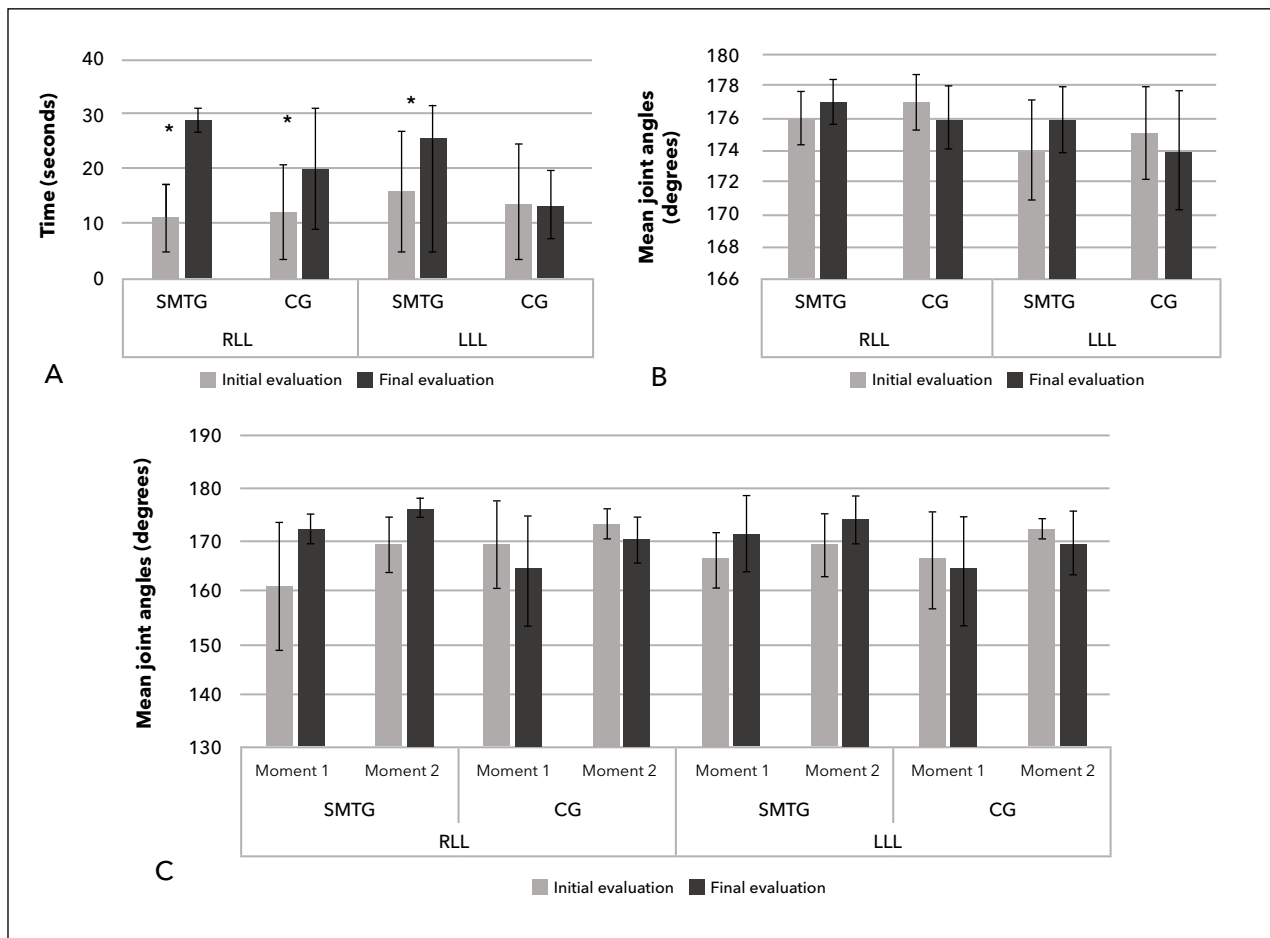 40
30
20
10
0
Time (seconds)
*
*
*
SMTG
CG
SMTG
CG
RLL
LLL
Initial evaluation
Final evaluation
A
180
178
176
174
172
170
168
166
Mean joint angles
(degrees)
SMTG
CG
SMTG
CG
RLL
LLL
Initial evaluation
Final evaluation
B
190
180
170
160
150
140
130
Mean joint angles (degrees)
Moment 1
Moment 2
Moment 1
Moment 2
Moment 1
Moment 2
Moment 1
Moment 2
SMTG
CG
SMTG
CG
RLL
LLL
C
Initial evaluation
Final evaluation